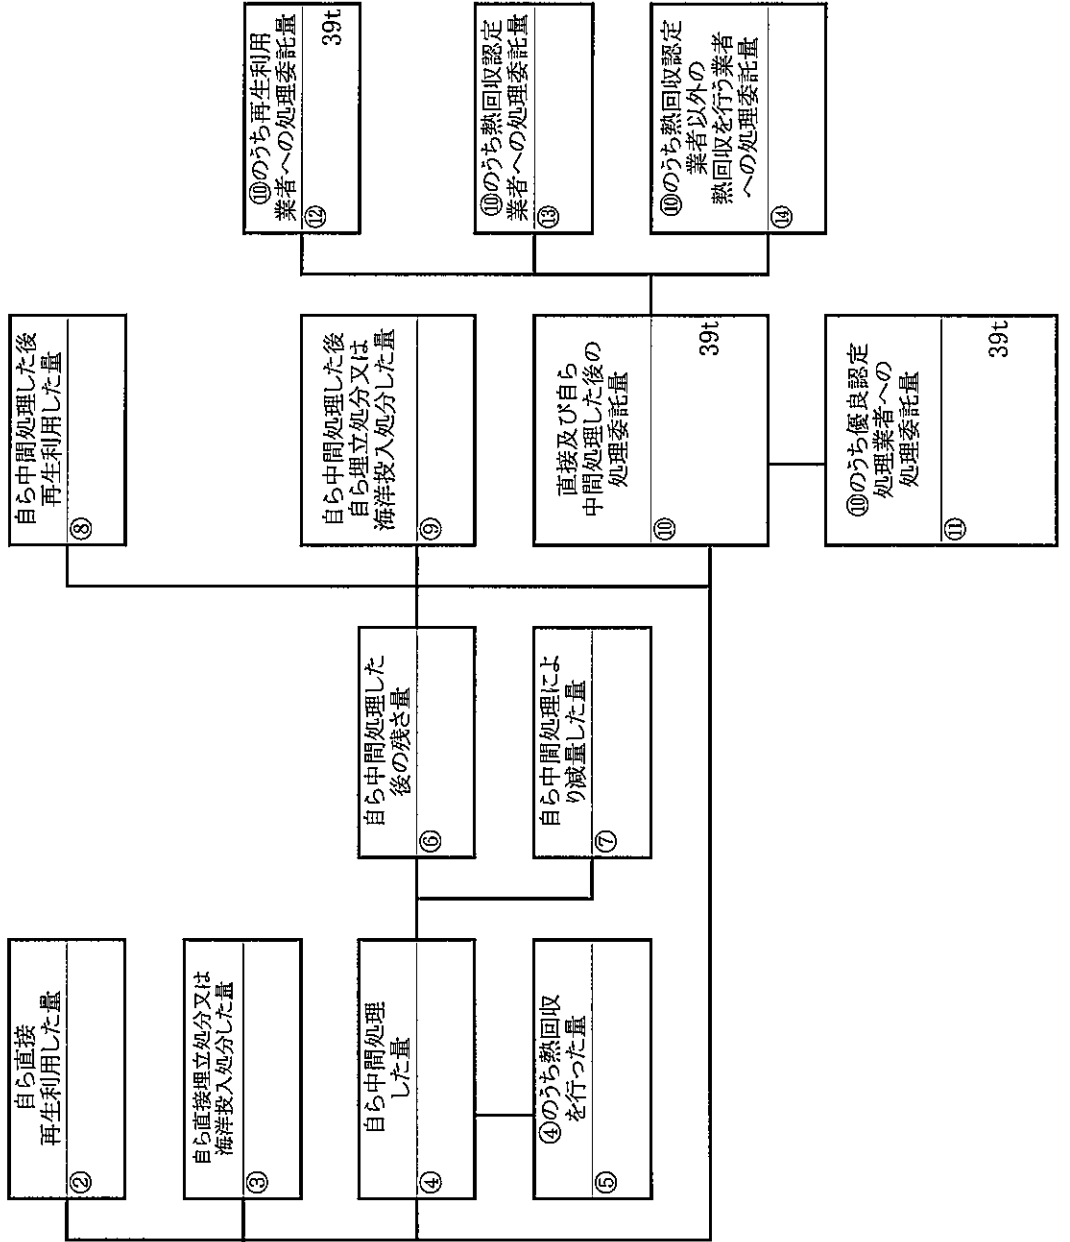 自ら直接
再生利用した量
②
自ら直接埋立処分又は
海洋投入処分した量
③
自ら中間処理
した量
④
④のうち熱回収
を行った量
⑤
自ら中間処理した
後の残さ量
⑥
自ら中間処理によ
り減量した量
⑦
自ら中間処理した後
再生利用した量
⑧
自ら中間処理した後
自ら埋立処分又は
海洋投入処分した量
⑨
直接及び自ら
中間処理した後の
処理委託量
⑩
39t
⑩のうち優良認定
処理業者への
処理委託量
⑪
39t
⑩のうち再生利用
業者への処理委託量
⑫
39t
⑩のうち熱回収認定
業者への処理委託量
⑬
⑩のうち熱回収認定
業者以外の
熱回収を行う業者
への処理委託量
⑭